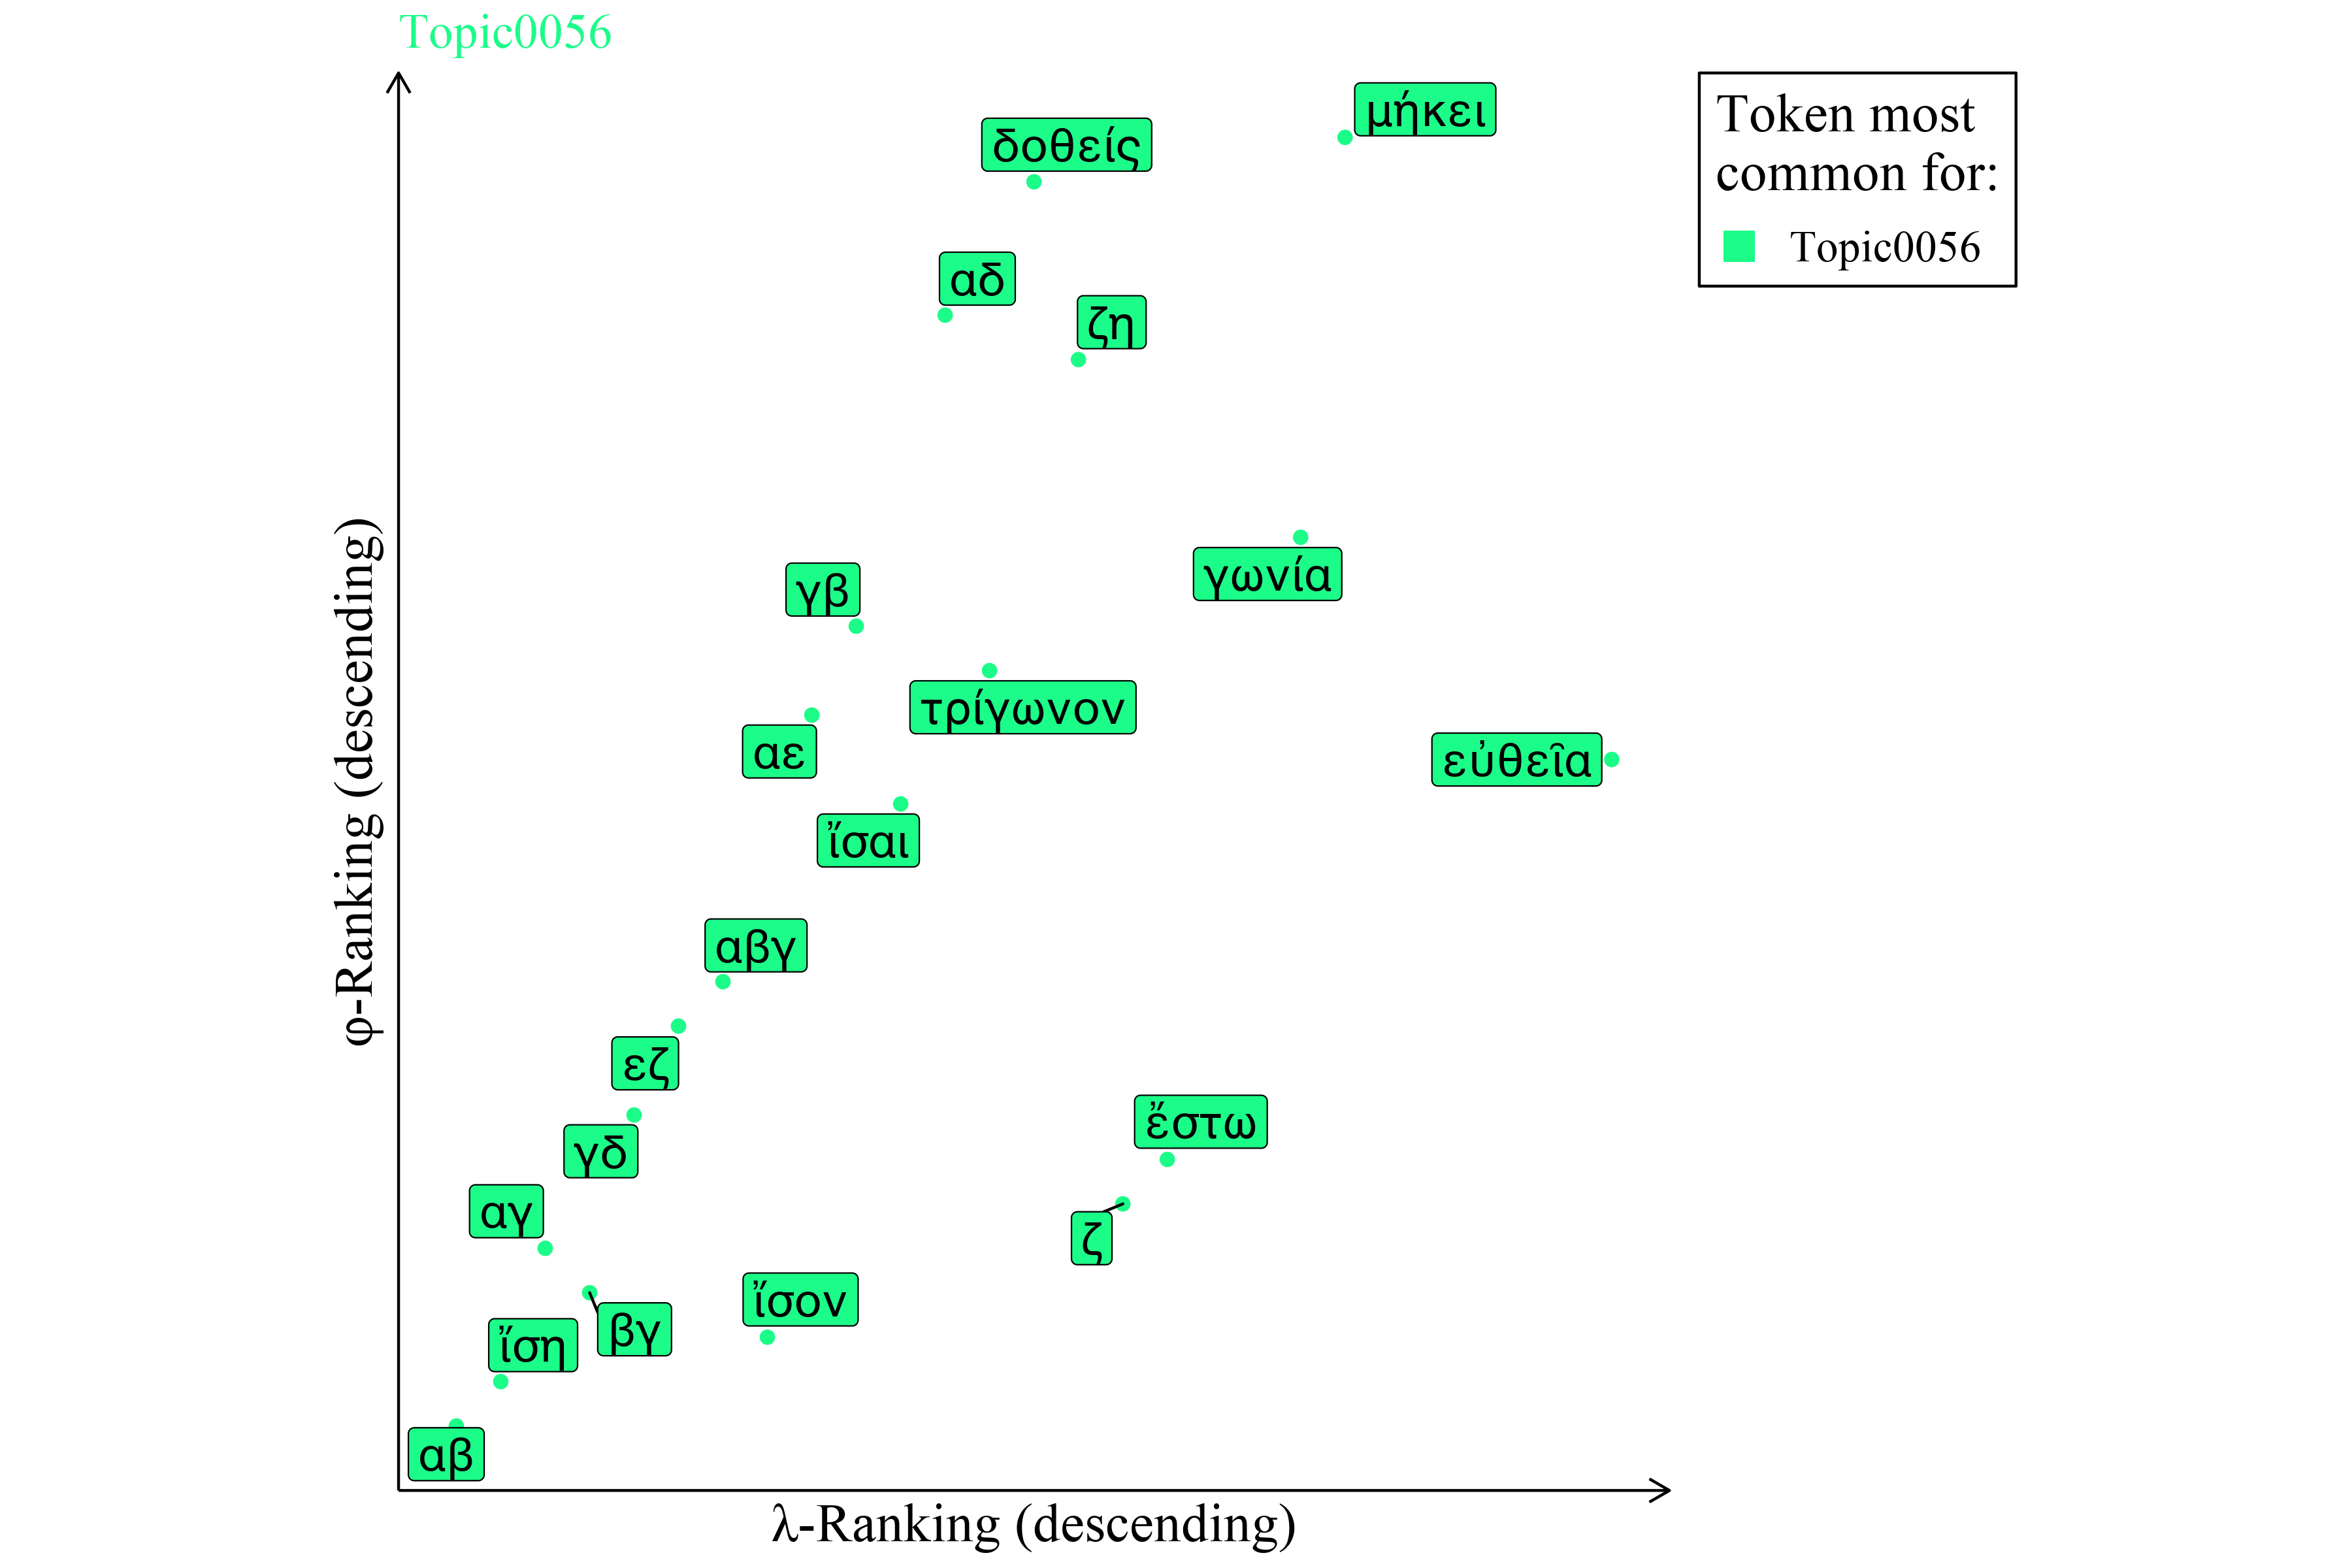 Topic0056
μήκει
δοθείς
αδ
ζη
γωνία
γβ
τρίγωνον
αε
εὐθεῖα
ἴσαι
αβγ
εζ
ἔστω
γδ
αγ
ζ
ἴσον
βγ
ἴση
αβ
φ-Ranking (descending)
λ-Ranking (descending)
Token most
common for:
Topic0056